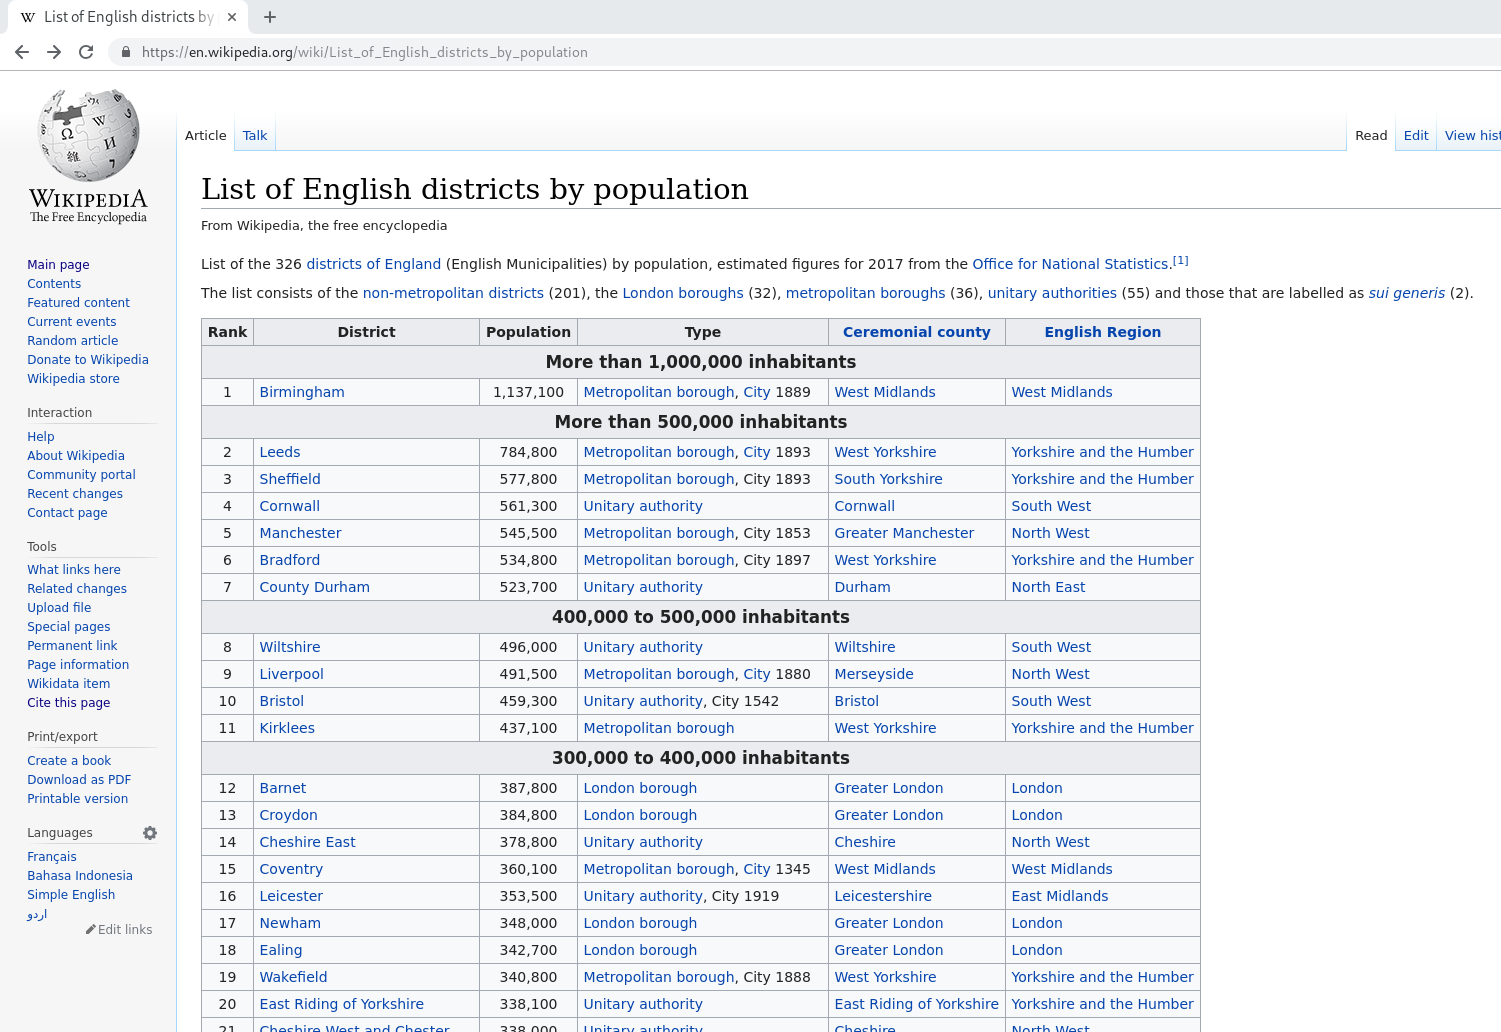 List of English districts by
https://en.wikipedia.org/wiki/List_of_English_districts_by_population
WIKIPEDIA
The Free Encyclopedia
Main page
Contents
Featured content
Current events
Random article
Donate to Wikipedia
Wikipedia store
Interaction
Help
About Wikipedia
Community portal
Recent changes
Contact page
Tools
What links here
Related changes
Upload file
Special pages
Permanent link
Page information
Wikidata item
Cite this page
Print/export
Create a book
Download as PDF
Printable version
Languages
Français
Bahasa Indonesia
Simple English
اردو
Edit links
Article Talk Read Edit View hist
List of English districts by population
From Wikipedia, the free encyclopedia
List of the 326 districts of England (English Municipalities) by population, estimated figures for 2017 from the Office for National Statistics.[1]
The list consists of the non-metropolitan districts (201), the London boroughs (32), metropolitan boroughs (36), unitary authorities (55) and those that are labelled as sui generis (2).
Rank District Population Type Ceremonial county English Region
More than 1,000,000 inhabitants
1 Birmingham 1,137,100 Metropolitan borough, City 1889 West Midlands West Midlands
More than 500,000 inhabitants
2 Leeds 784,800 Metropolitan borough, City 1893 West Yorkshire Yorkshire and the Humber
3 Sheffield 577,800 Metropolitan borough, City 1893 South Yorkshire Yorkshire and the Humber
4 Cornwall 561,300 Unitary authority Cornwall South West
5 Manchester 545,500 Metropolitan borough, City 1853 Greater Manchester North West
6 Bradford 534,800 Metropolitan borough, City 1897 West Yorkshire Yorkshire and the Humber
7 County Durham 523,700 Unitary authority Durham North East
400,000 to 500,000 inhabitants
8 Wiltshire 496,000 Unitary authority Wiltshire South West
9 Liverpool 491,500 Metropolitan borough, City 1880 Merseyside North West
10 Bristol 459,300 Unitary authority, City 1542 Bristol South West
11 Kirklees 437,100 Metropolitan borough West Yorkshire Yorkshire and the Humber
300,000 to 400,000 inhabitants
12 Barnet 387,800 London borough Greater London London
13 Croydon 384,800 London borough Greater London London
14 Cheshire East 378,800 Unitary authority Cheshire North West
15 Coventry 360,100 Metropolitan borough, City 1345 West Midlands West Midlands
16 Leicester 353,500 Unitary authority, City 1919 Leicestershire East Midlands
17 Newham 348,000 London borough Greater London London
18 Ealing 342,700 London borough Greater London London
19 Wakefield 340,800 Metropolitan borough, City 1888 West Yorkshire Yorkshire and the Humber
20 East Riding of Yorkshire 338,100 Unitary authority East Riding of Yorkshire Yorkshire and the Humber
21 Cheshire West and Chester 338,000 Unitary authority Cheshire North West